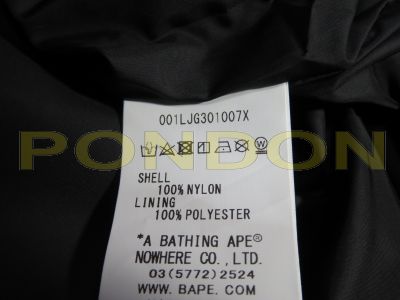 001LJG301007X
PONDON
SHELL
100% NYLON
LINING
100% POLYESTER
*A BATHING APE®
NOWHERE CO., LTD.
03(5772)2524
WWW. BAPE. COM